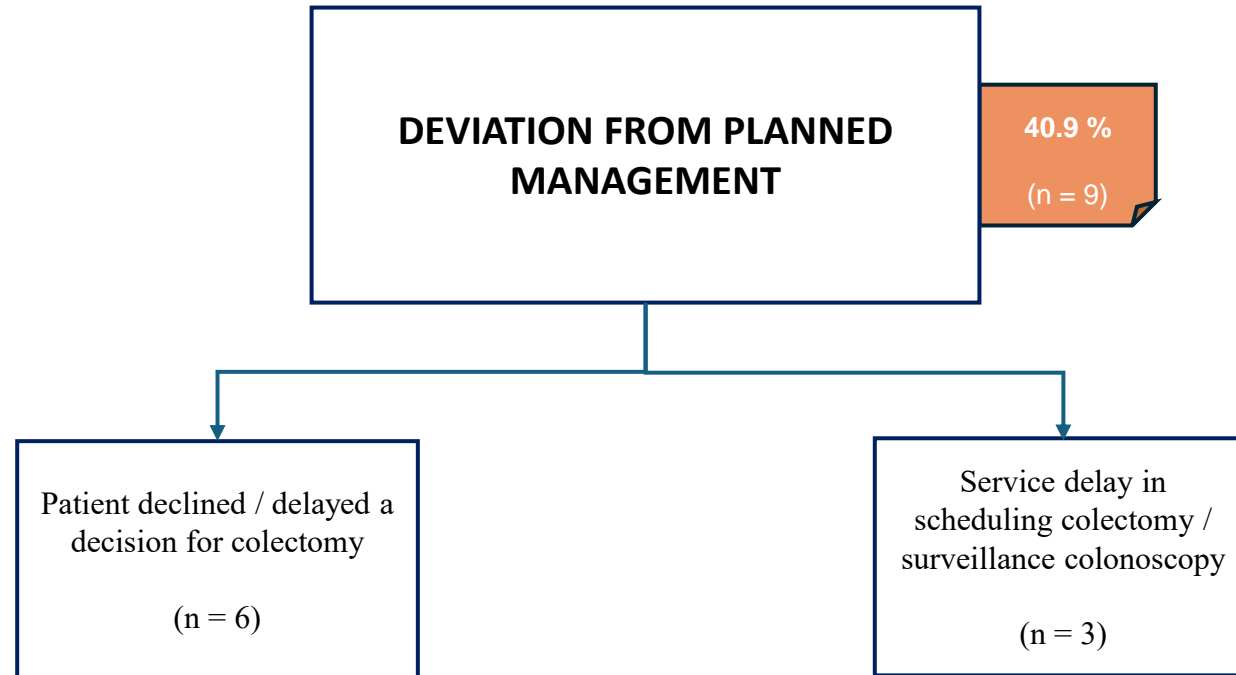 DEVIATION FROM PLANNED
MANAGEMENT
40.9 %
(n = 9)
Patient declined / delayed a
decision for colectomy
(n = 6)
Service delay in
scheduling colectomy /
surveillance colonoscopy
(n = 3)